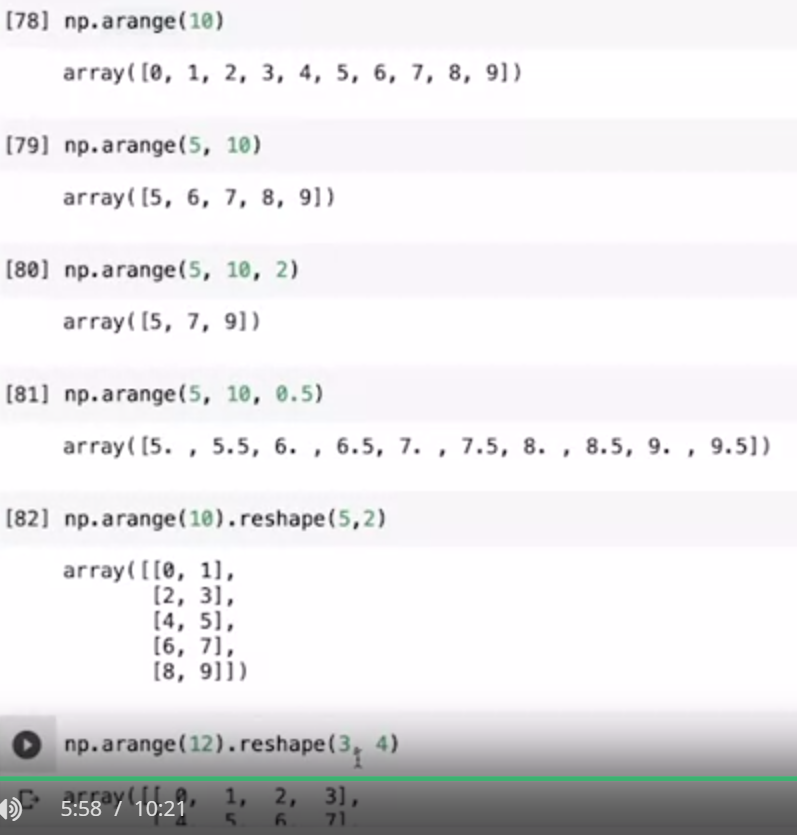 [78] np.arange(10)
array([0, 1, 2, 3, 4, 5, 6, 7, 8, 9])
[79] np.arange(5, 10)
array([5, 6, 7, 8, 9])
[80] np.arange(5, 10, 2)
array([5, 7, 9])
[81] np.arange(5, 10, 0.5)
array([5. , 5.5, 6. , 6.5, 7. , 7.5, 8. , 8.5, 9. , 9.5])
[82] np.arange(10).reshape(5,2)
array([[0, 1],
[2, 3],
[4, 5],
[6, 7],
[8, 9]])
np.arange(12).reshape(3, 4)
array([[ 0, 1, 2, 3],
5:58 / 10:21
[ 4, 5, 6, 7],